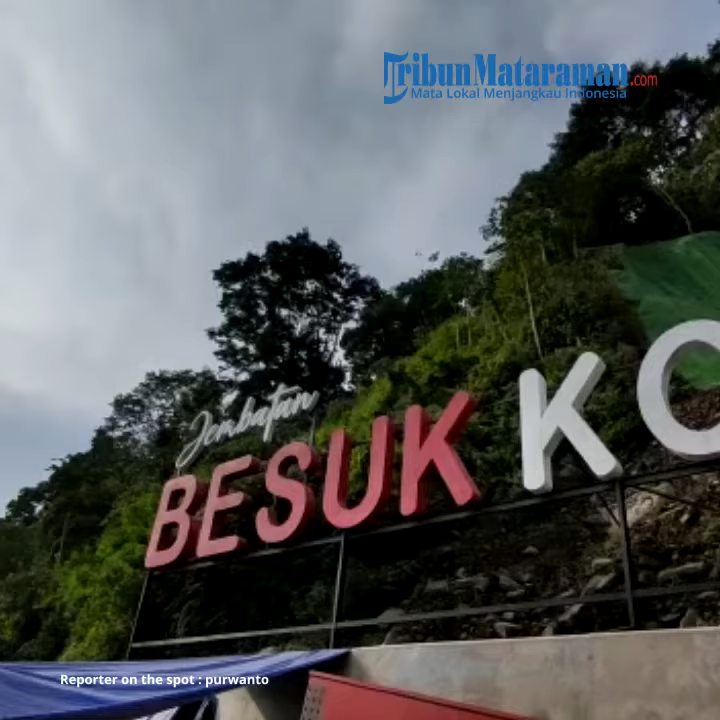 TribunMataraman.com
Mata Lokal Menjangkau Indonesia
Jembatan
BESUK KO
Reporter on the spot : purwanto